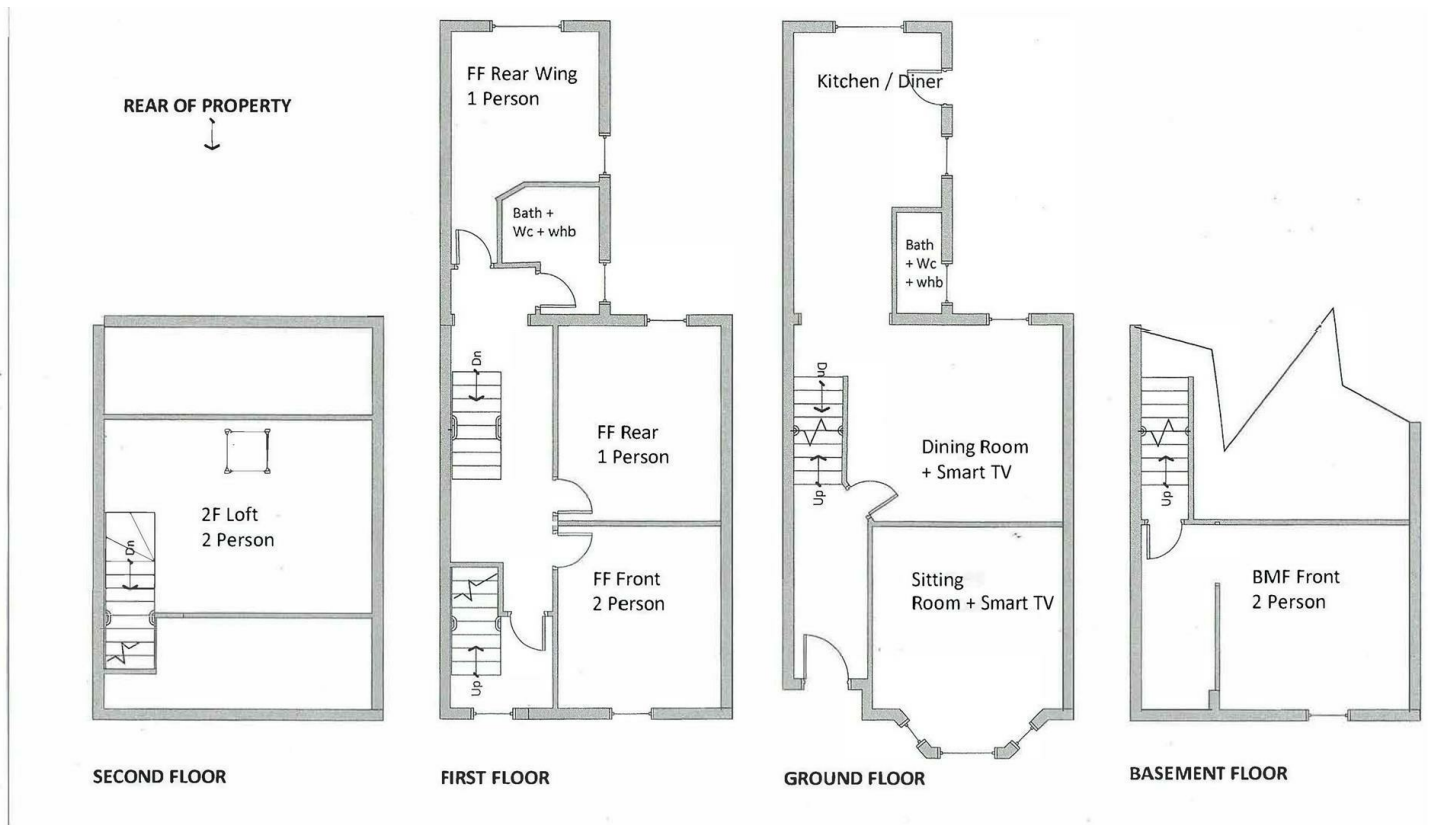 REAR OF PROPERTY
2F Loft
2 Person
Dn
SECOND FLOOR
FF Rear Wing
1 Person
Bath +
Wc + whb
Dn
FF Rear
1 Person
FF Front
2 Person
Up
FIRST FLOOR
Kitchen / Diner
Bath
+ Wc
+ whb
Dn
Up
Dining Room
+ Smart TV
Sitting
Room + Smart TV
GROUND FLOOR
Up
BMF Front
2 Person
BASEMENT FLOOR